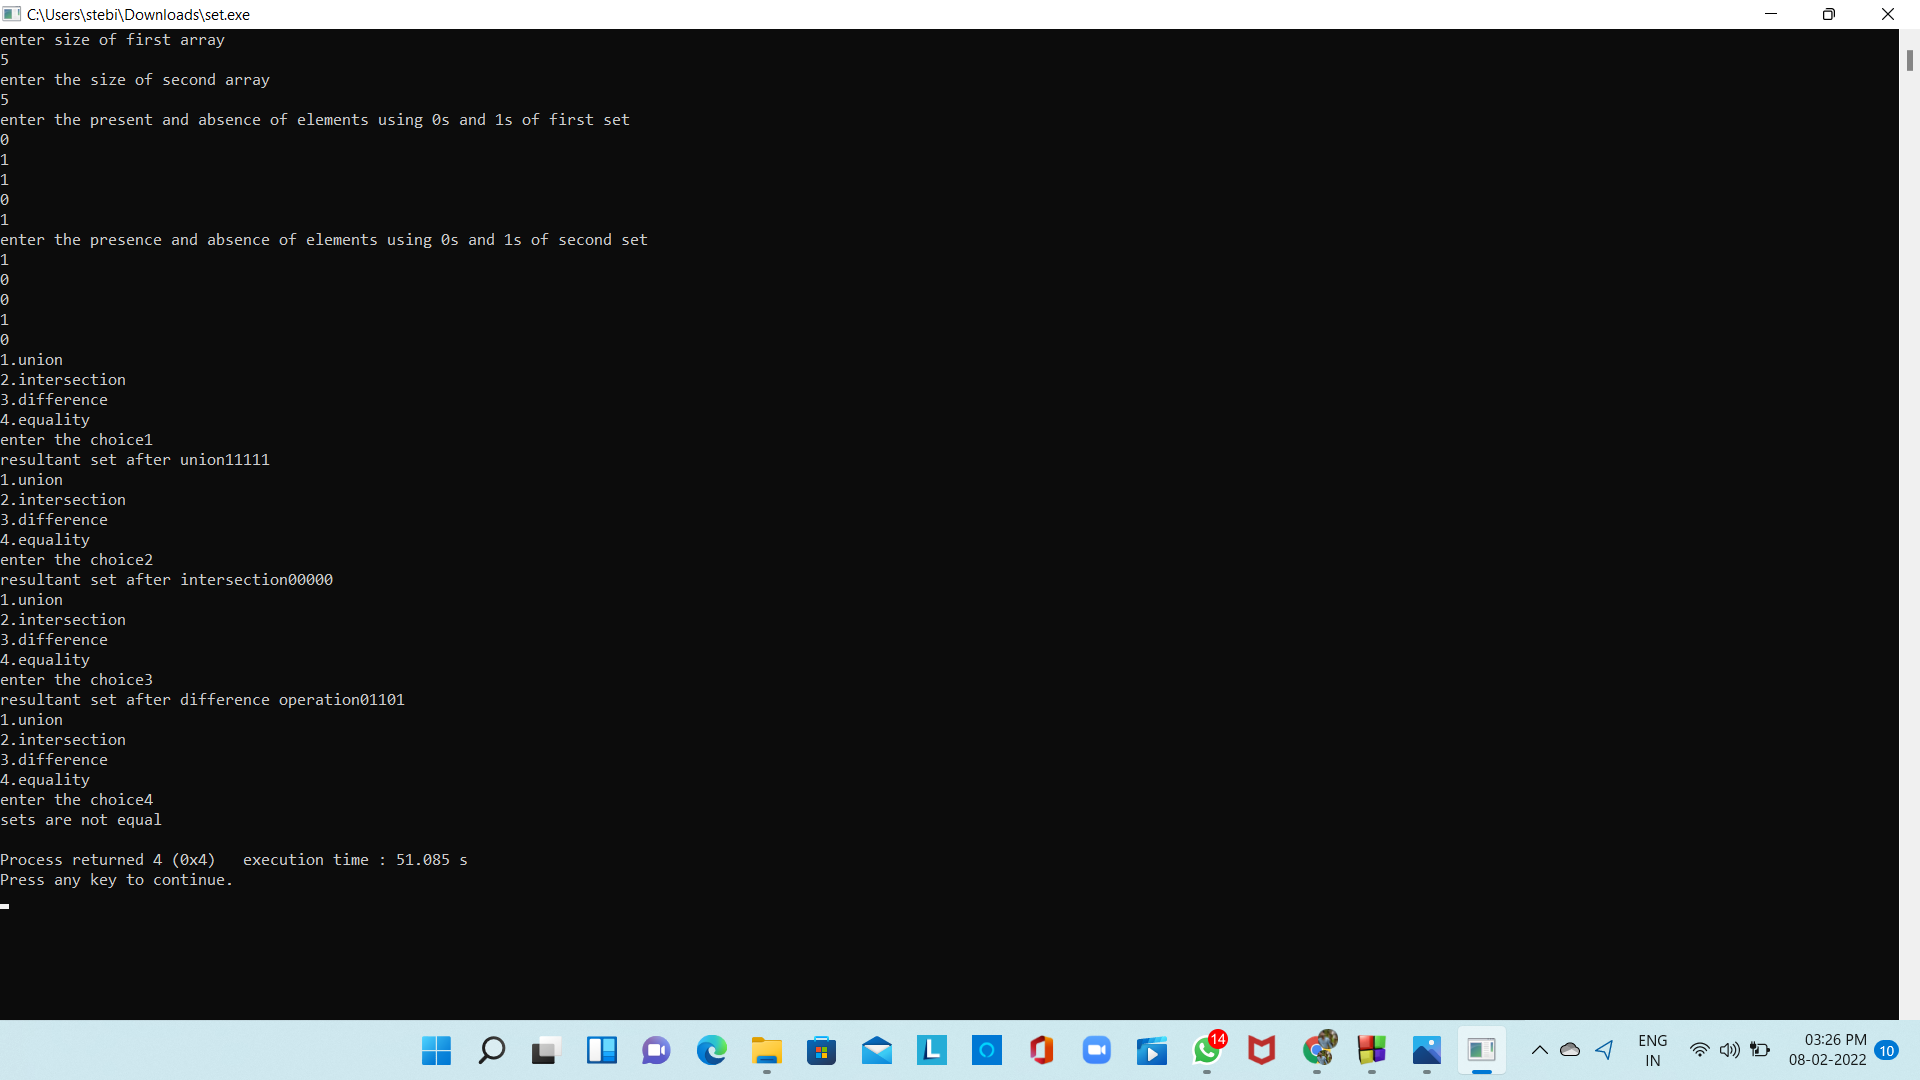 C:\Users\stebi\Downloads\set.exe
enter size of first array
5
enter the size of second array
5
enter the present and absence of elements using 0s and 1s of first set
0
1
1
0
1
enter the presence and absence of elements using 0s and 1s of second set
1
0
0
1
0
1.union
2.intersection
3.difference
4.equality
enter the choice1
resultant set after union11111
1.union
2.intersection
3.difference
4.equality
enter the choice2
resultant set after intersection00000
1.union
2.intersection
3.difference
4.equality
enter the choice3
resultant set after difference operation01101
1.union
2.intersection
3.difference
4.equality
enter the choice4
sets are not equal
Process returned 4 (0x4)   execution time : 51.085 s
Press any key to continue.
L
14
ENG
IN
03:26 PM
08-02-2022
10